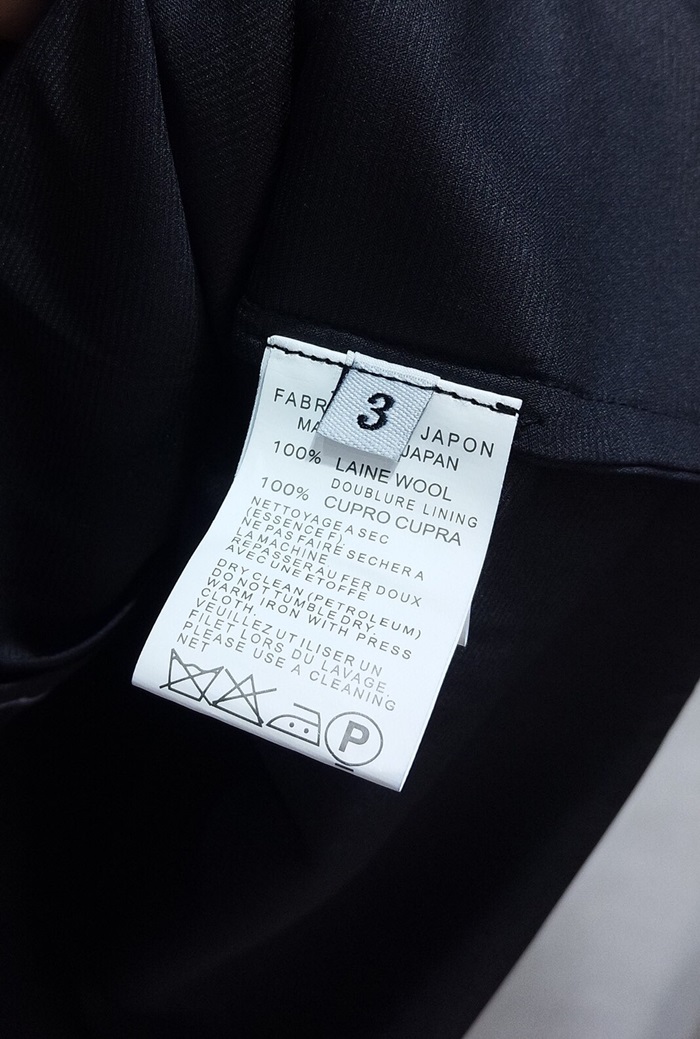 3
FABR JAPON
MA JAPAN
100% LAINE WOOL
DOUBLURE LINING
100% CUPRO CUPRA
NETTOYAGE A SEC
(ESSENCE F).
NE PAS FAIRE SECHER A
LA MACHINE.
REPASSER AU FER DOUX
AVEC UNE ETOFFE
DRY CLEAN (PETROLEUM)
DO NOT TUMBLE DRY.
WARM IRON WITH PRESS
CLOTH.
VEUILLEZ UTILISER UN
FILET LORS DU LAVAGE.
PLEASE USE A CLEANING
NET
P